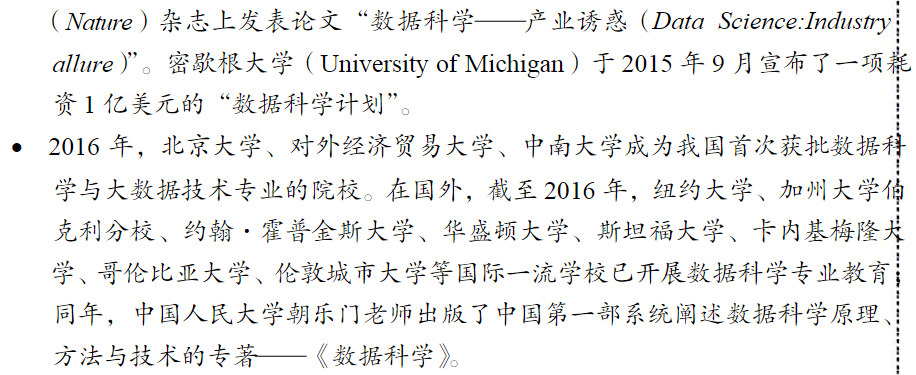 （Nature）杂志上发表论文“数据科学——产业诱惑（Data Science:Industry
allure）”。密歇根大学（University of Michigan）于 2015 年 9 月宣布了一项耗
资 1 亿美元的“数据科学计划”。
• 2016 年，北京大学、对外经济贸易大学、中南大学成为我国首次获批数据科
学与大数据技术专业的院校。在国外，截至 2016 年，纽约大学、加州大学伯
克利分校、约翰·霍普金斯大学、华盛顿大学、斯坦福大学、卡内基梅隆大
学、哥伦比亚大学、伦敦城市大学等国际一流学校已开展数据科学专业教育；
同年，中国人民大学朝乐门老师出版了中国第一部系统阐述数据科学原理、
方法与技术的专著——《数据科学》。